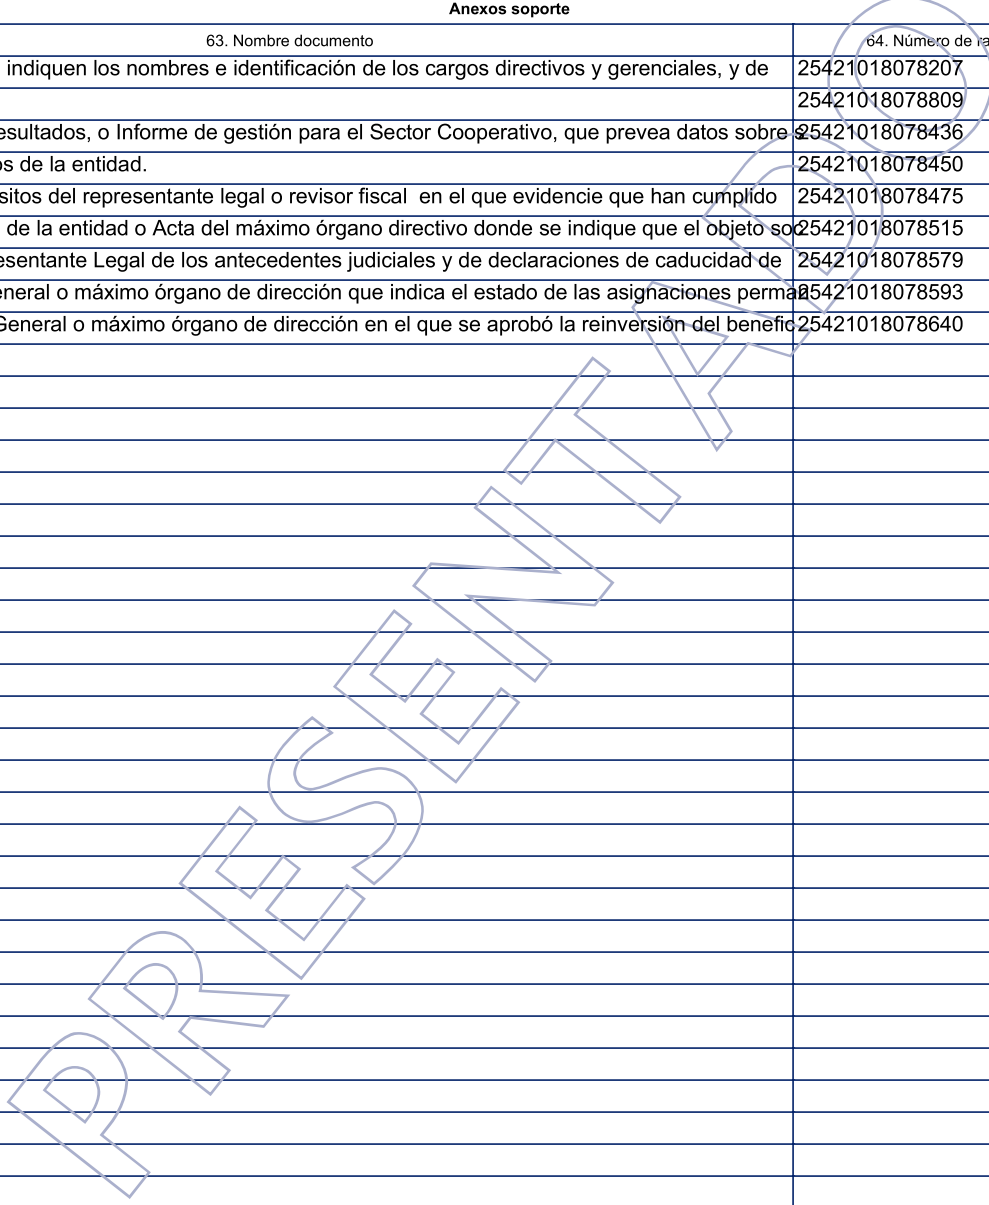 Anexos soporte
63. Nombre documento 64. Número de ra
indiquen los nombres e identificación de los cargos directivos y gerenciales, y de 25421018078207
25421018078809
esultados, o Informe de gestión para el Sector Cooperativo, que prevea datos sobre s 25421018078436
os de la entidad. 25421018078450
sitos del representante legal o revisor fiscal en el que evidencie que han cumplido 25421018078475
de la entidad o Acta del máximo órgano directivo donde se indique que el objeto soc 25421018078515
esentante Legal de los antecedentes judiciales y de declaraciones de caducidad de 25421018078579
eneral o máximo órgano de dirección que indica el estado de las asignaciones perman 25421018078593
General o máximo órgano de dirección en el que se aprobó la reinversión del benefic 25421018078640
PRESENTADO